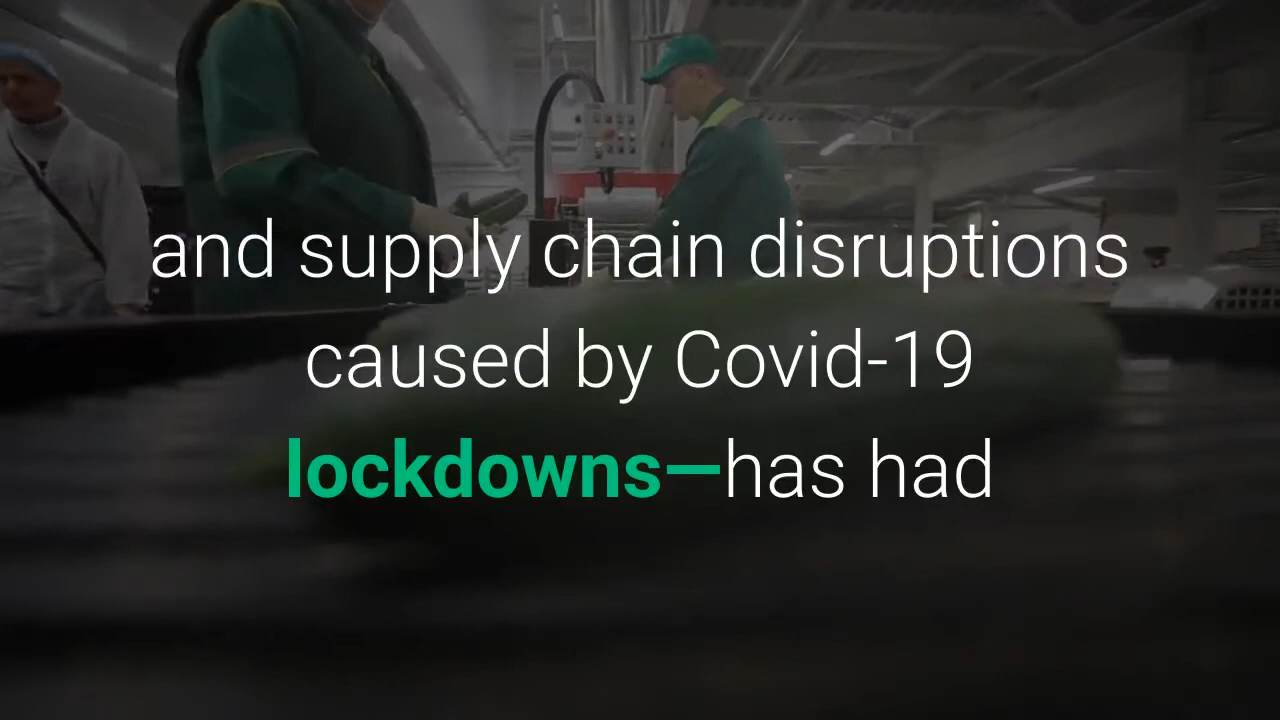 and supply chain disruptions
caused by Covid-19
lockdowns—has had